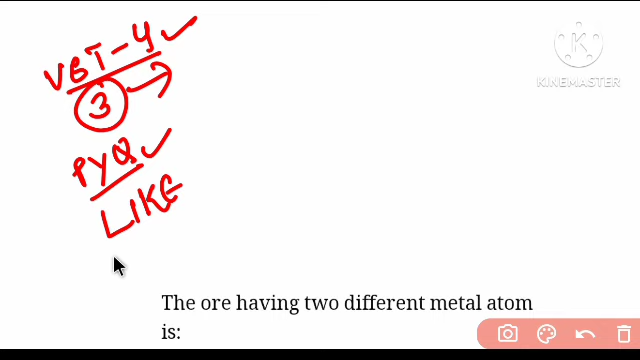 VBT-4
3
PYQ
LIKE
KINEMASTER
The ore having two different metal atom
is: